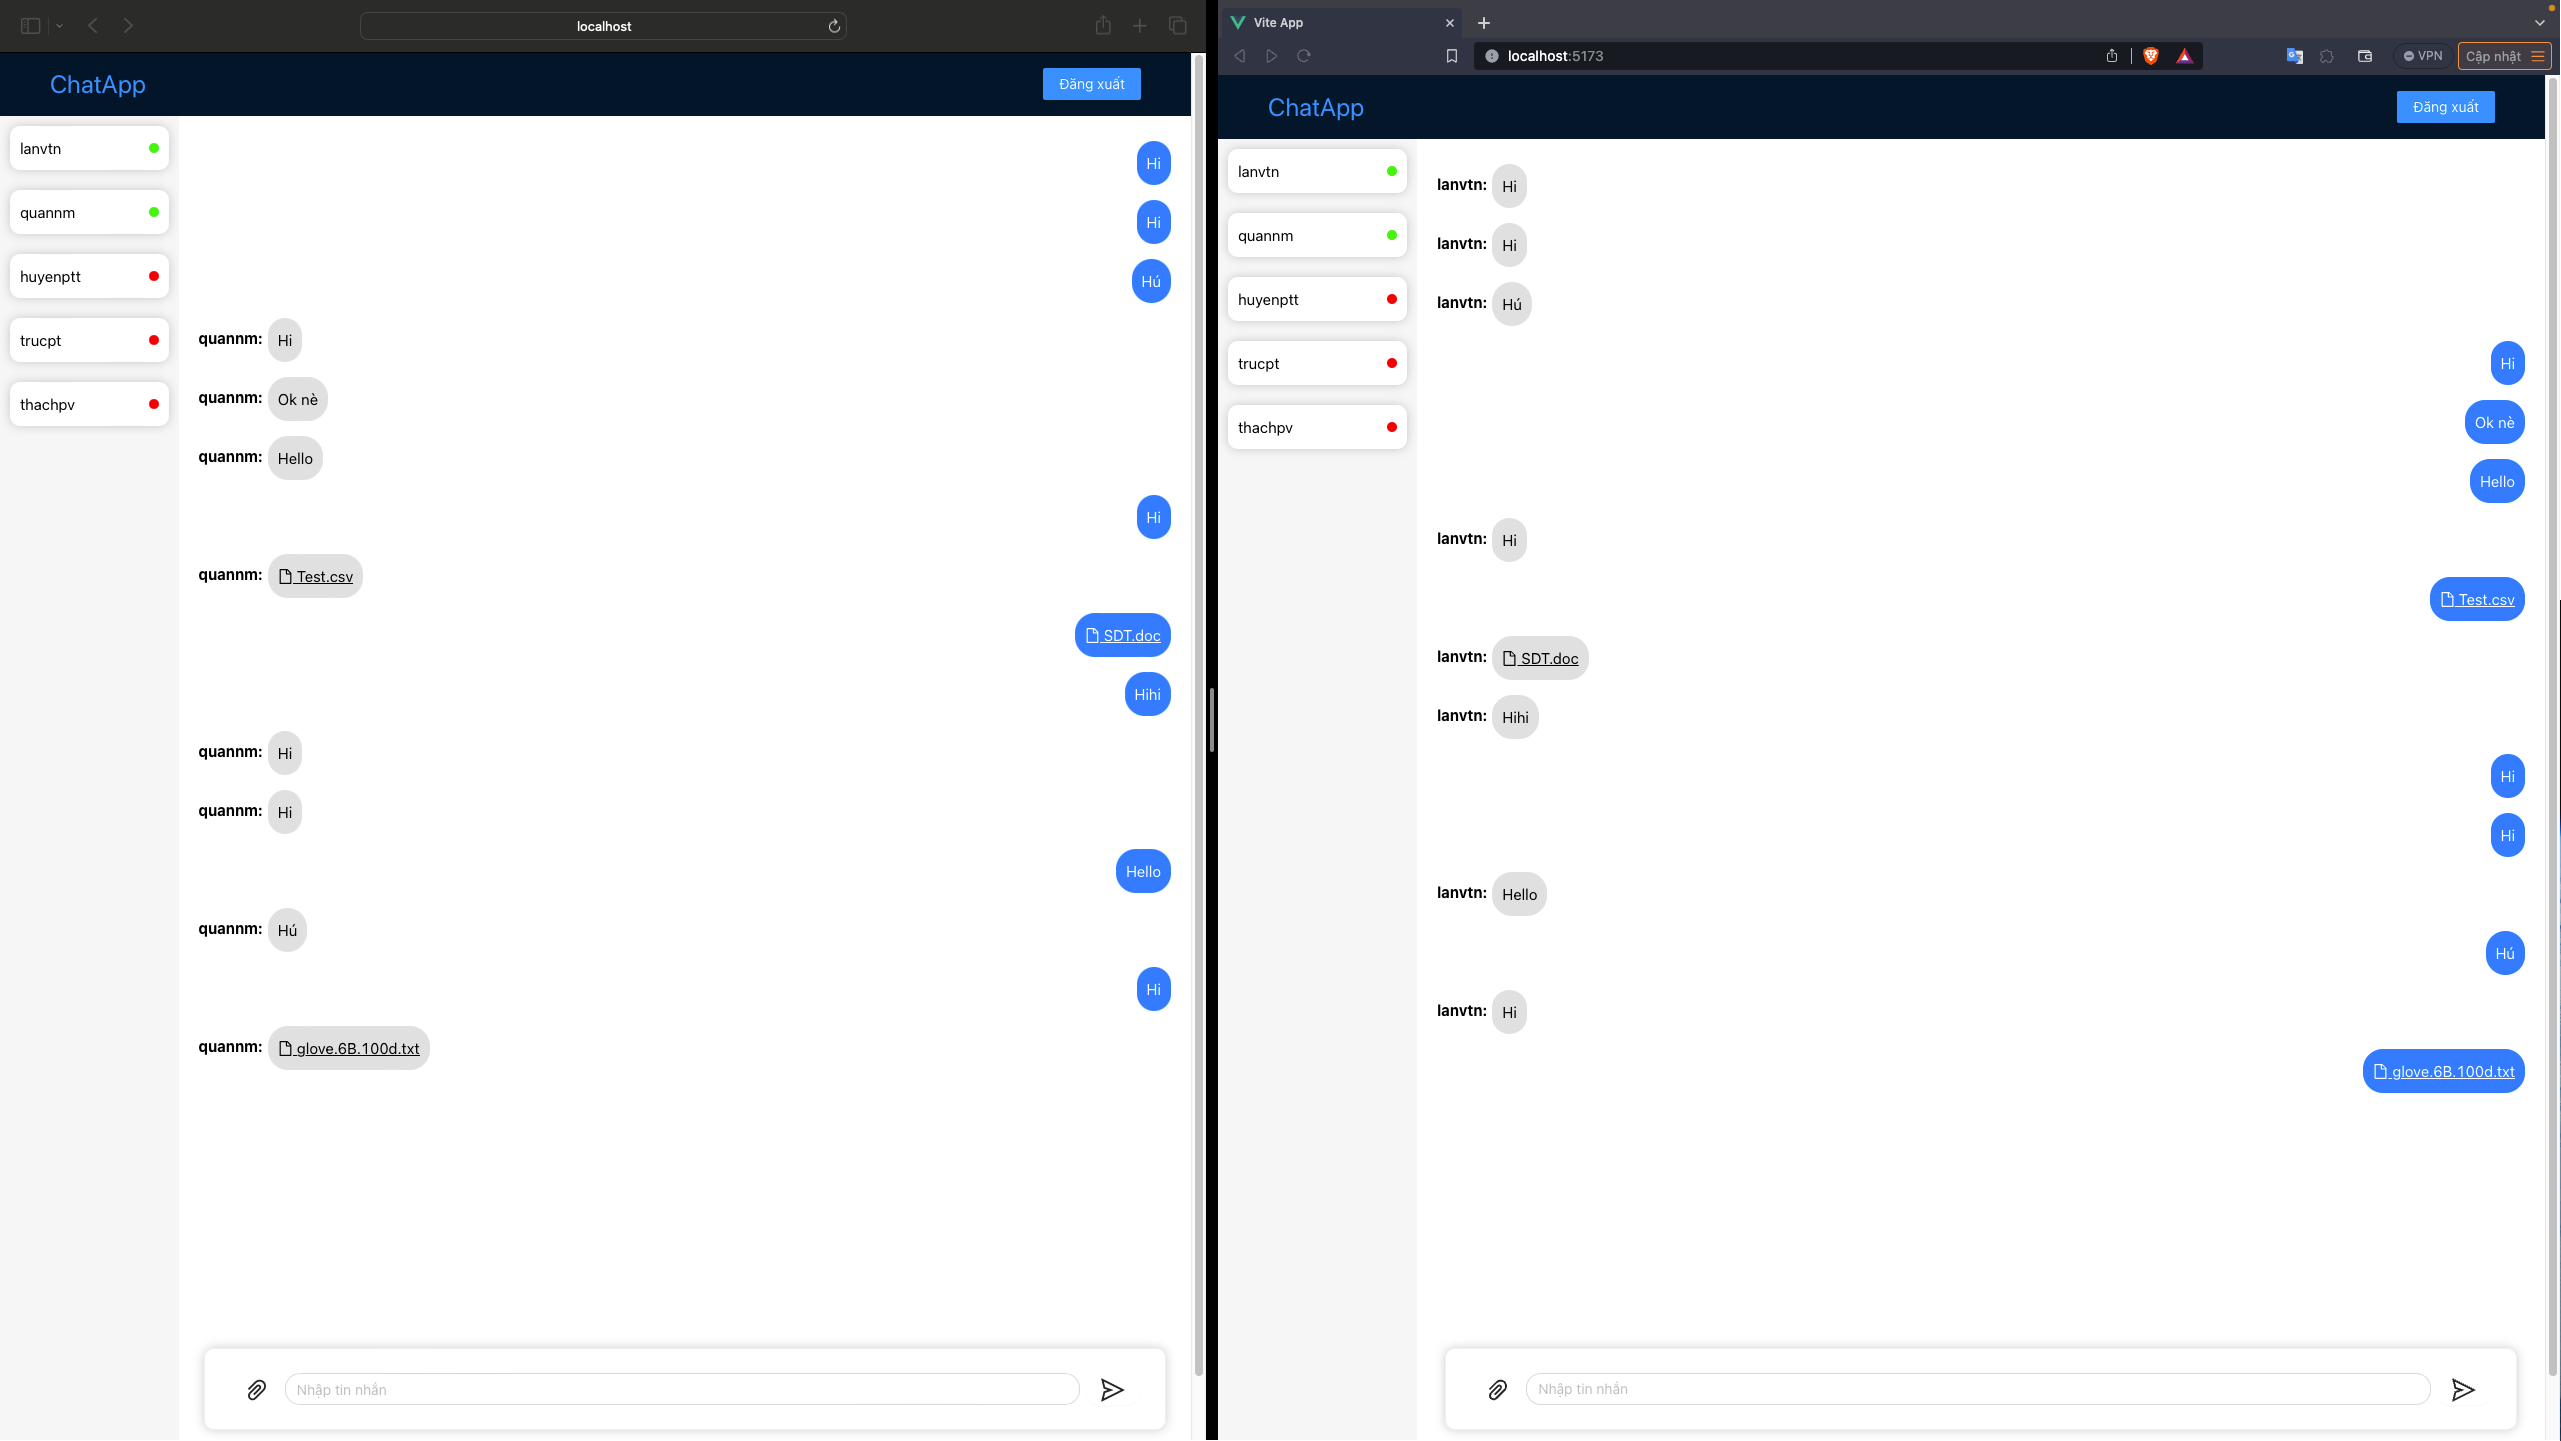 localhost
ChatApp
Đăng xuất
lanvtn
quannm
huyenptt
trucpt
thachpv
Hi
Hi
Hú
quannm: Hi
quannm: Ok nè
quannm: Hello
Hi
quannm: Test.csv
SDT.doc
Hihi
quannm: Hi
quannm: Hi
Hello
quannm: Hú
Hi
quannm: glove.6B.100d.txt
Nhập tin nhắn
Vite App
localhost:5173
VPN
Cập nhật
ChatApp
Đăng xuất
lanvtn
quannm
huyenptt
trucpt
thachpv
lanvtn: Hi
lanvtn: Hi
lanvtn: Hú
Hi
Ok nè
Hello
lanvtn: Hi
Test.csv
lanvtn: SDT.doc
lanvtn: Hihi
Hi
Hi
lanvtn: Hello
Hú
lanvtn: Hi
glove.6B.100d.txt
Nhập tin nhắn